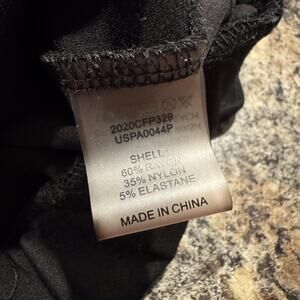 2020CFP329
USPA0044P
SHELL:
60% RAYON
35% NYLON
5% ELASTANE
MADE IN CHINA